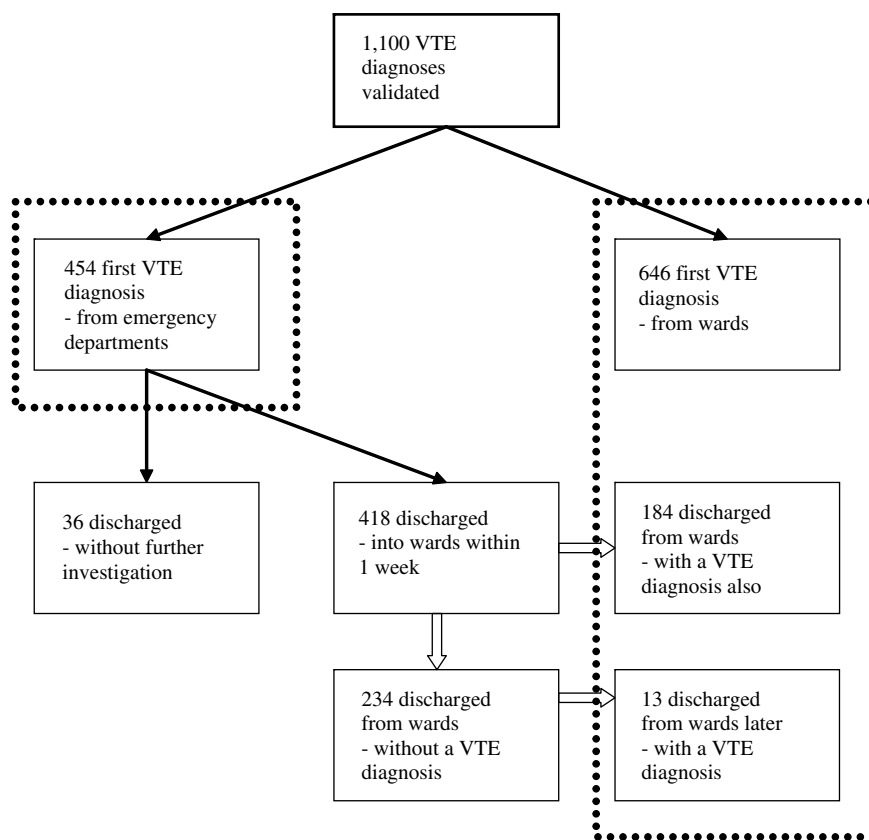 1,100 VTE
diagnoses
validated
454 first VTE
diagnosis
- from emergency
departments
646 first VTE
diagnosis
- from wards
36 discharged
- without further
investigation
418 discharged
- into wards within
1 week
184 discharged
from wards
- with a VTE
diagnosis also
234 discharged
from wards
- without a VTE
diagnosis
13 discharged
from wards later
- with a VTE
diagnosis